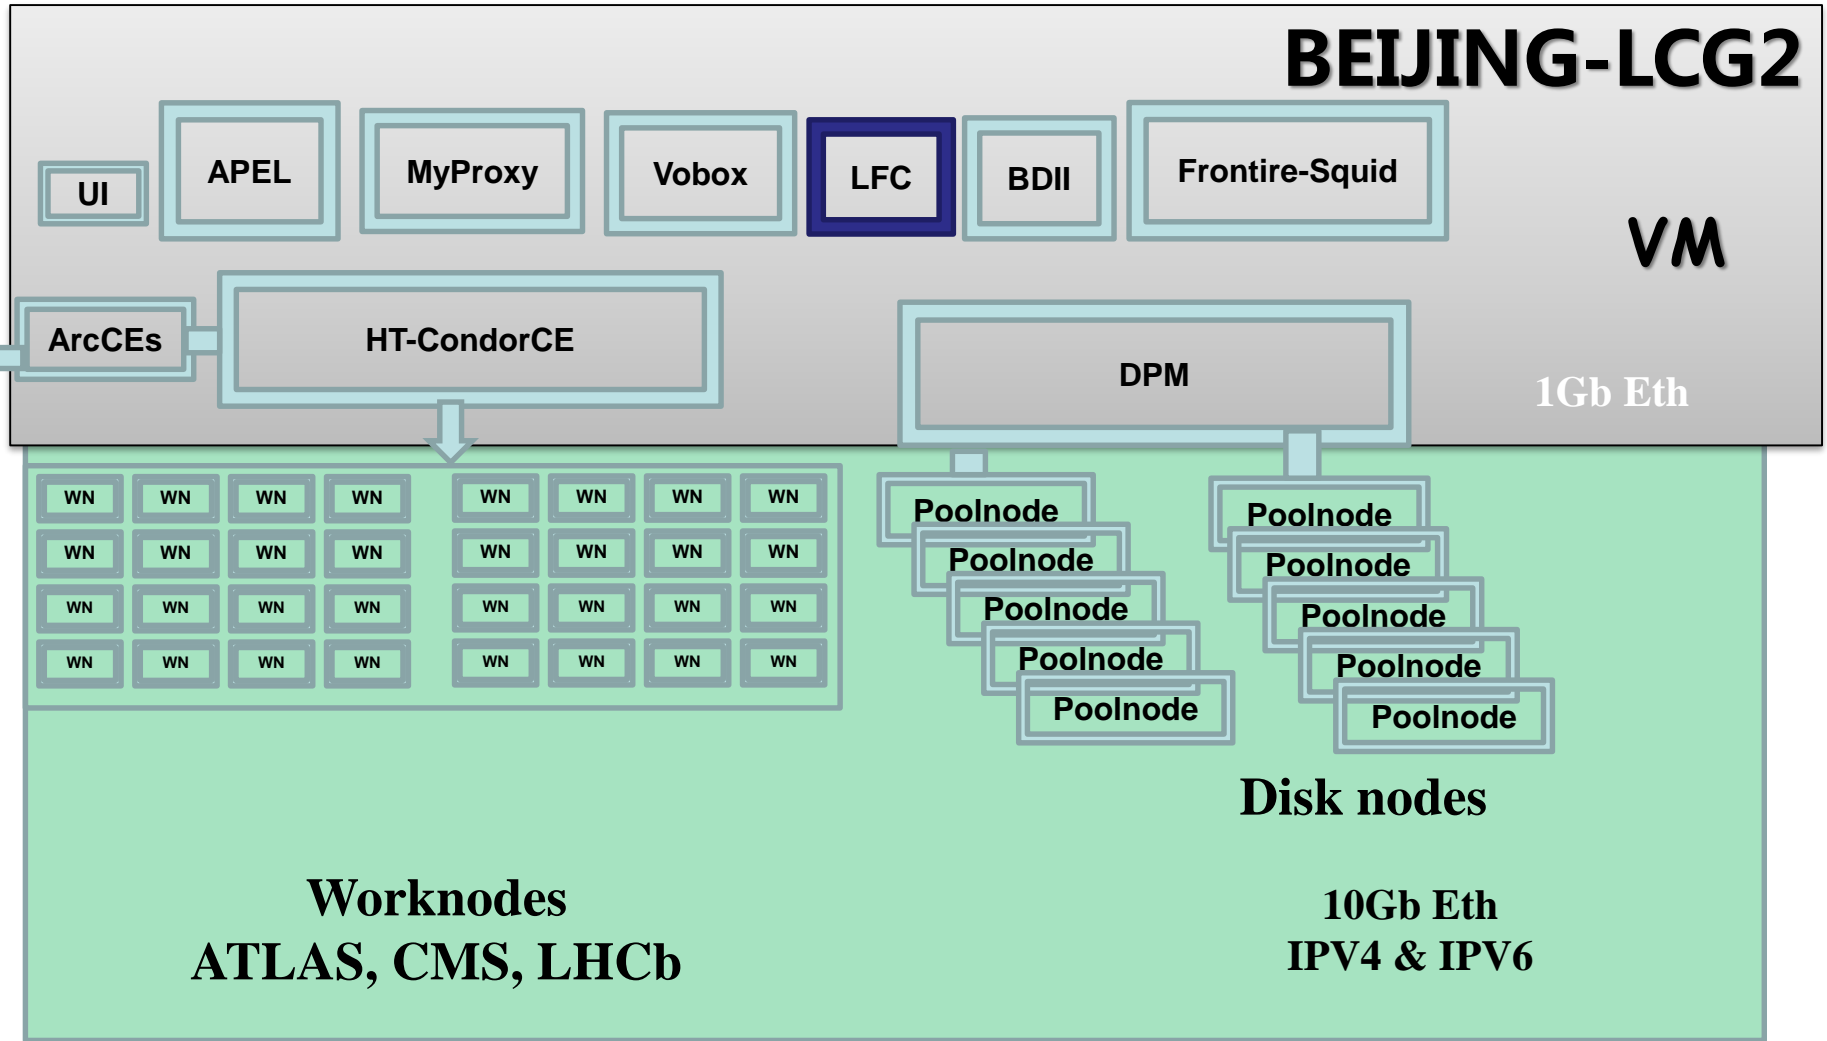 BEIJING-LCG2
UI
APEL
MyProxy
Vobox
LFC
BDII
Frontire-Squid
VM
ArcCEs
HT-CondorCE
DPM
1Gb Eth
WN WN WN WN WN WN WN WN
WN WN WN WN WN WN WN WN
WN WN WN WN WN WN WN WN
WN WN WN WN WN WN WN WN
Poolnode
Poolnode
Poolnode
Poolnode
Poolnode
Poolnode
Poolnode
Poolnode
Poolnode
Poolnode
Disk nodes
Worknodes
ATLAS, CMS, LHCb
10Gb Eth
IPV4 & IPV6